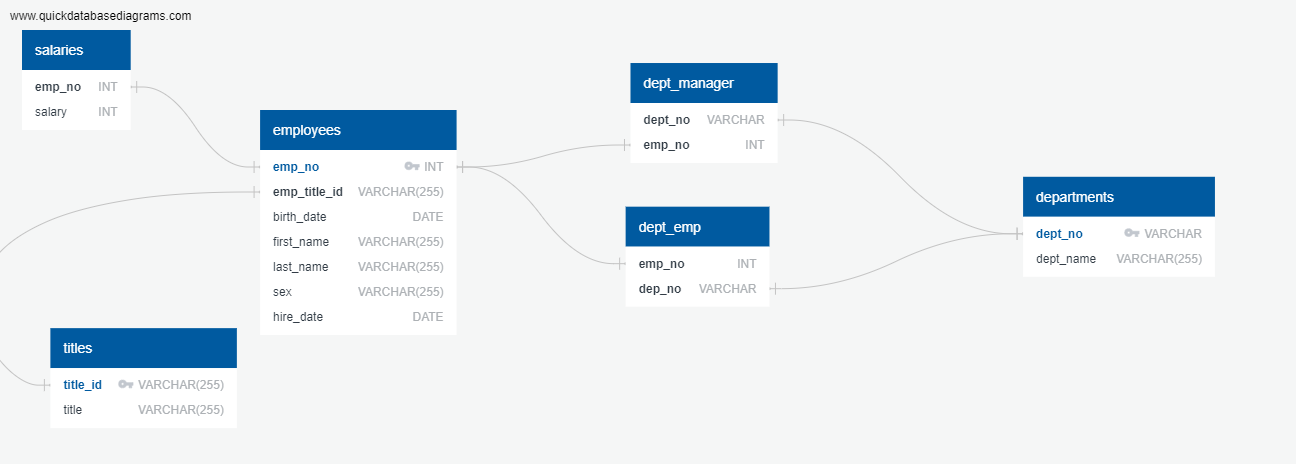 www.quickdatabasediagrams.com
salaries
emp_no INT
salary INT
employees
emp_no INT
emp_title_id VARCHAR(255)
birth_date DATE
first_name VARCHAR(255)
last_name VARCHAR(255)
sex VARCHAR(255)
hire_date DATE
titles
title_id VARCHAR(255)
title VARCHAR(255)
dept_manager
dept_no VARCHAR
emp_no INT
dept_emp
emp_no INT
dep_no VARCHAR
departments
dept_no VARCHAR
dept_name VARCHAR(255)